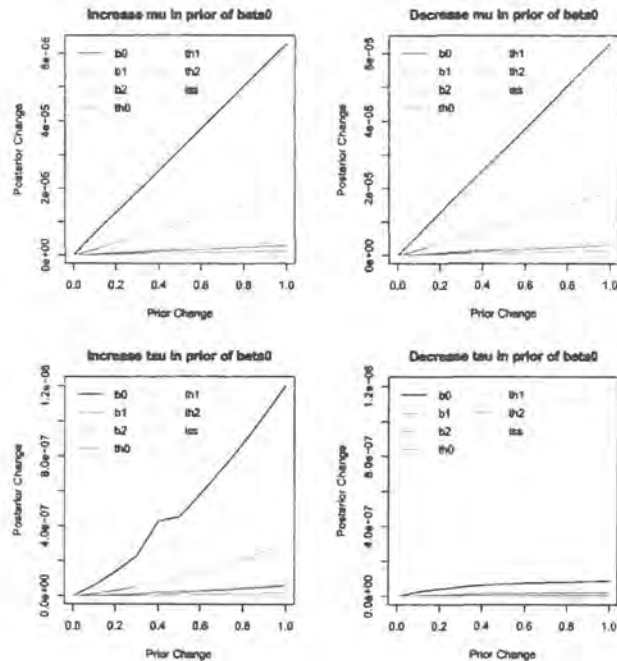 Increase mu in prior of beta0
b0 th1
b1 th2
b2 iss
th0
Posterior Change
0e+00 2e-05 4e-05 6e-05
0.0 0.2 0.4 0.6 0.8 1.0
Prior Change
Decrease mu in prior of beta0
b0 th1
b1 th2
b2 iss
th0
Posterior Change
0e+00 2e-05 4e-05 6e-05
0.0 0.2 0.4 0.6 0.8 1.0
Prior Change
Increase tau in prior of beta0
b0 th1
b1 th2
b2 iss
th0
Posterior Change
0.0e+00 4.0e-07 8.0e-07 1.2e-06
0.0 0.2 0.4 0.6 0.8 1.0
Prior Change
Decrease tau in prior of beta0
b0 th1
b1 th2
b2 iss
th0
Posterior Change
0.0e+00 4.0e-07 8.0e-07 1.2e-06
0.0 0.2 0.4 0.6 0.8 1.0
Prior Change